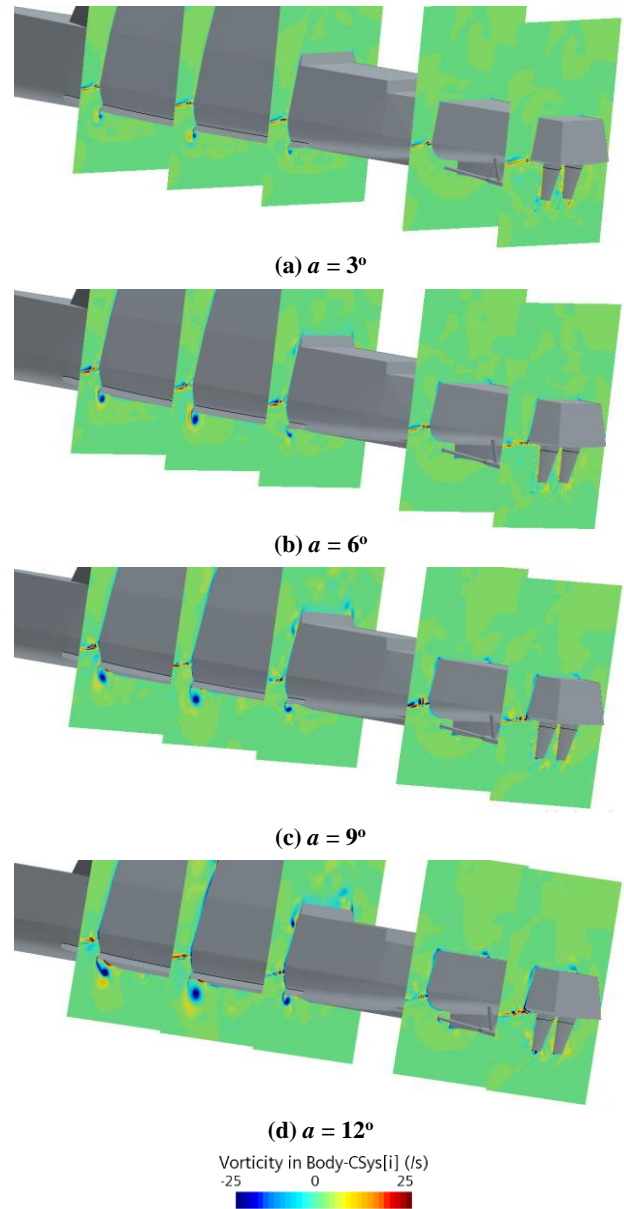 (a) a = 3º
(b) a = 6º
(c) a = 9º
(d) a = 12º
Vorticity in Body-CSys[i] (/s)
-25 0 25